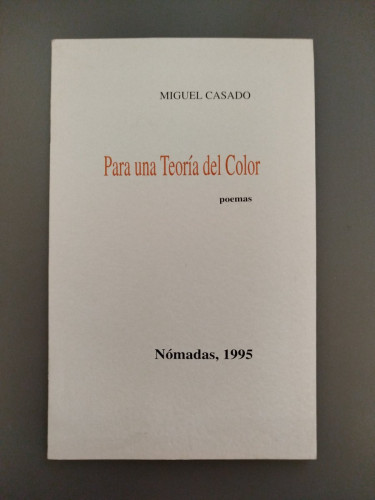 MIGUEL CASADO
Para una Teoría del Color
poemas
Nómadas, 1995